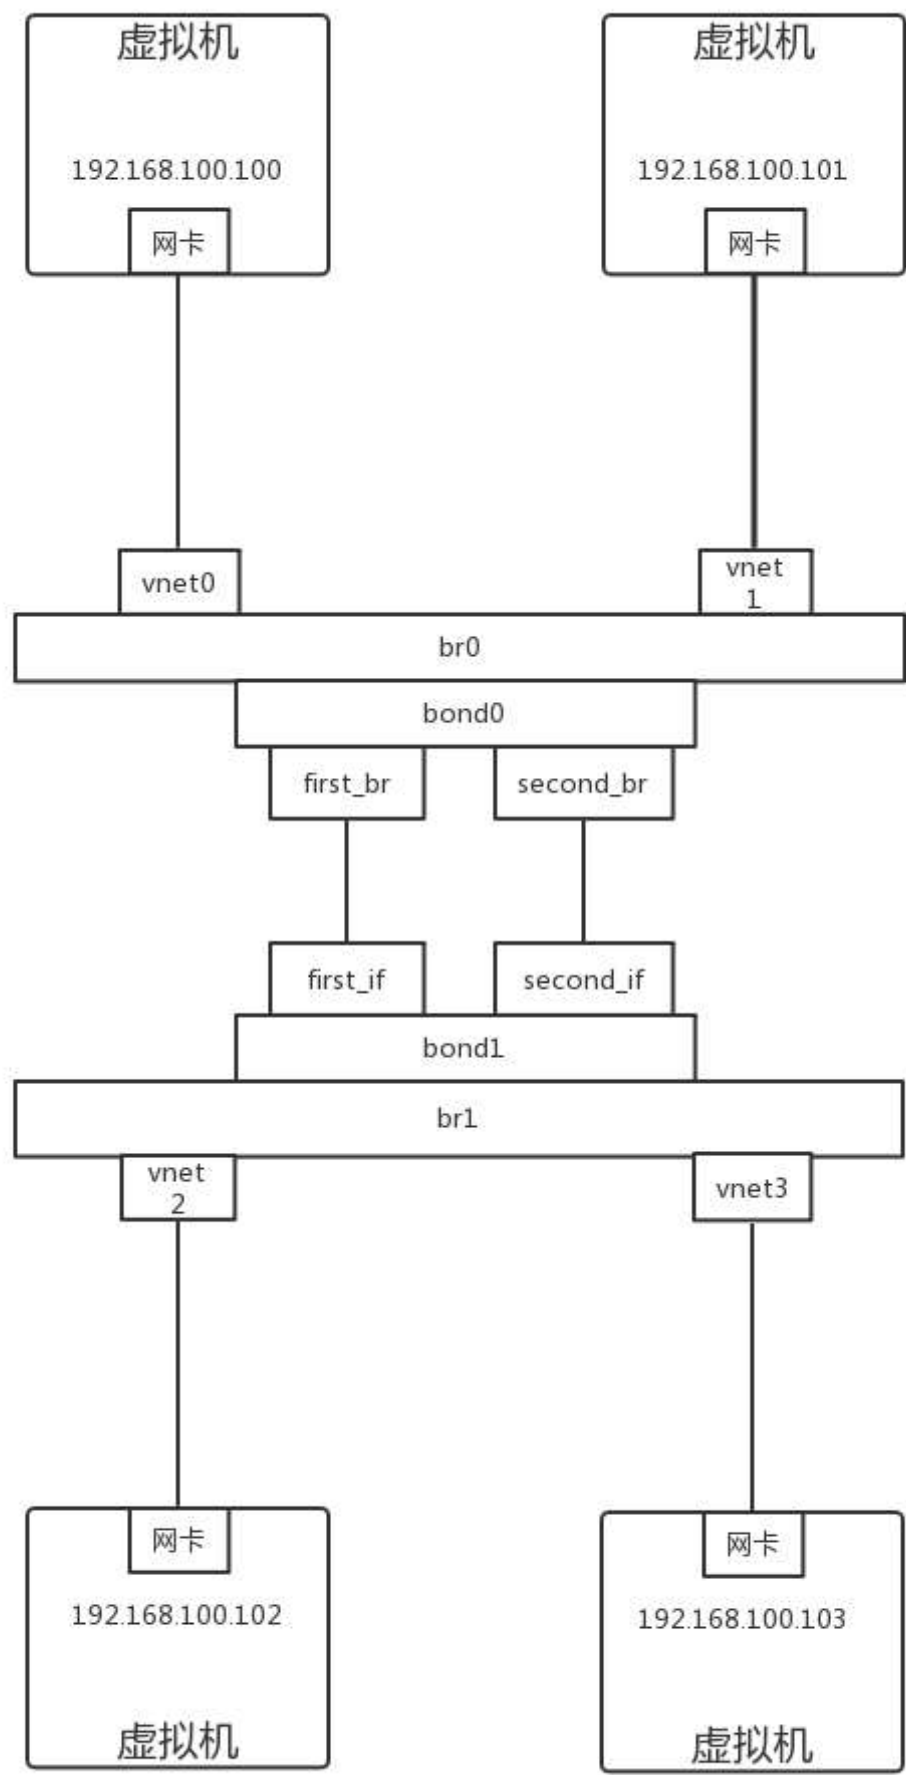 虚拟机
虚拟机
192.168.100.100
192.168.100.101
网卡
网卡
vnet0
vnet
1
br0
bond0
first_br
second_br
first_if
second_if
bond1
br1
vnet
2
vnet3
网卡
网卡
192.168.100.102
192.168.100.103
虚拟机
虚拟机